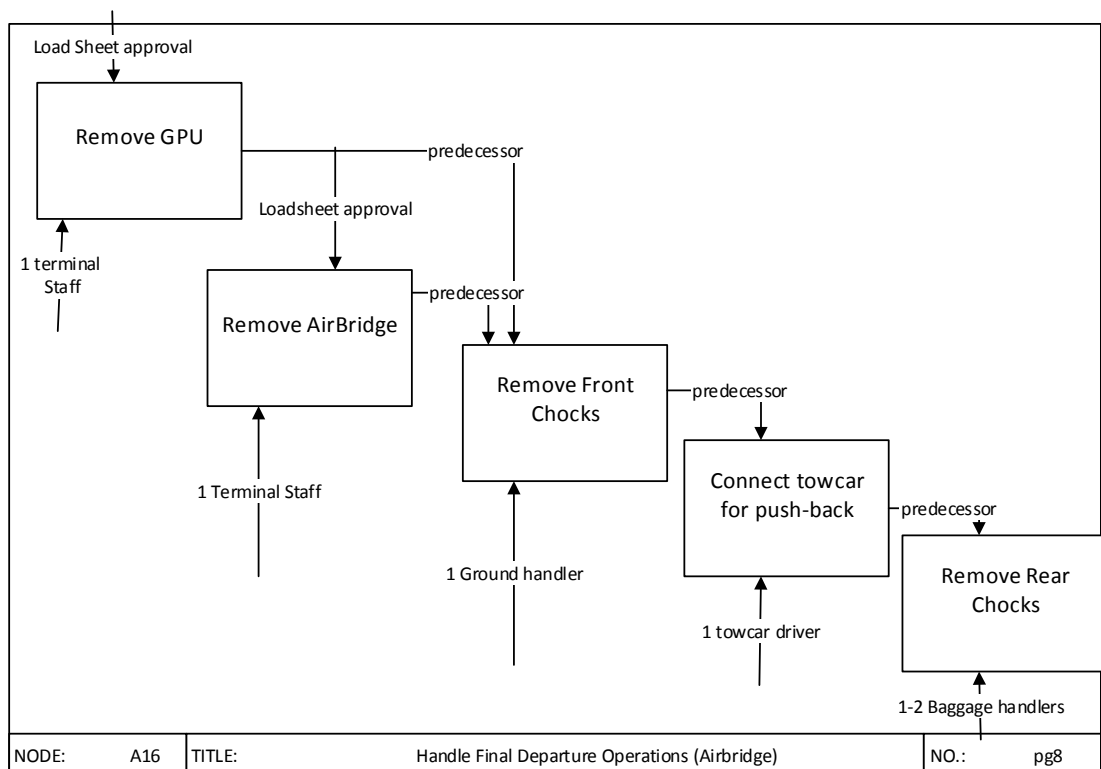 Load Sheet approval
Remove GPU
predecessor
Loadsheet approval
1 terminal
Staff
predecessor
Remove AirBridge
Remove Front
Chocks
predecessor
1 Terminal Staff
Connect towcar
for push-back
predecessor
1 Ground handler
Remove Rear
Chocks
1 towcar driver
1-2 Baggage handlers
NODE: A16 TITLE: Handle Final Departure Operations (Airbridge) NO.: pg8